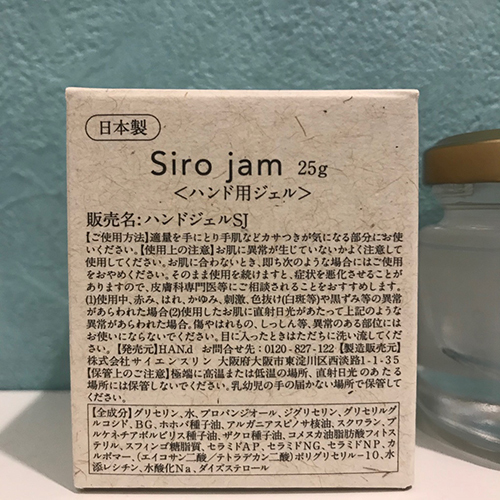 日本製
Siro jam 25g
<ハンド用ジェル>
販売名:ハンドジェルSJ
【ご使用方法】適量を手にとり手肌などカサつきが気になる部分にお使
いください。【使用上の注意】お肌に異常が生じていないかよく注意して
使用してください。お肌に合わないとき、即ち次のような場合にはご使用
をおやめください。そのまま使用を続けますと、症状を悪化させることが
ありますので、皮膚科専門医等にご相談されることをおすすめします。
(1)使用中、赤み、はれ、かゆみ、刺激、色抜け(白斑等)や黒ずみ等の異常
があらわれた場合(2)使用したお肌に直射日光があたって上記のような
異常があらわれた場合。傷やはれもの、しっしん等、異常のある部位には
お使いにならないでください。目に入ったときはただちに洗い流してくだ
さい。【発売元】HAN.d お問合せ先:0120-827-122【製造販売元】
株式会社サイエンスリン 大阪府大阪市東淀川区西淡路1-1-35
【保管上のご注意】極端に高温または低温の場所、直射日光のあたる
場所には保管しないでください。乳幼児の手の届かない場所で保管して
ください。
【全成分】グリセリン、水、プロパンジオール、ジグリセリン、グリセリルグ
ルコシド、BG、ホホバ種子油、アルガニアスピノサ核油、スクワラン、プ
ルケネチアボルビリス種子油、ザクロ種子油、コメヌカ油脂肪酸フィトス
テリル、スフィンゴ糖脂質、セラミドAP、セラミドNG、セラミドNP、カ
ルボマー、(エイコサン二酸/テトラデカン二酸)ポリグリセリル-10、水
添レシチン、水酸化Na、ダイズステロール